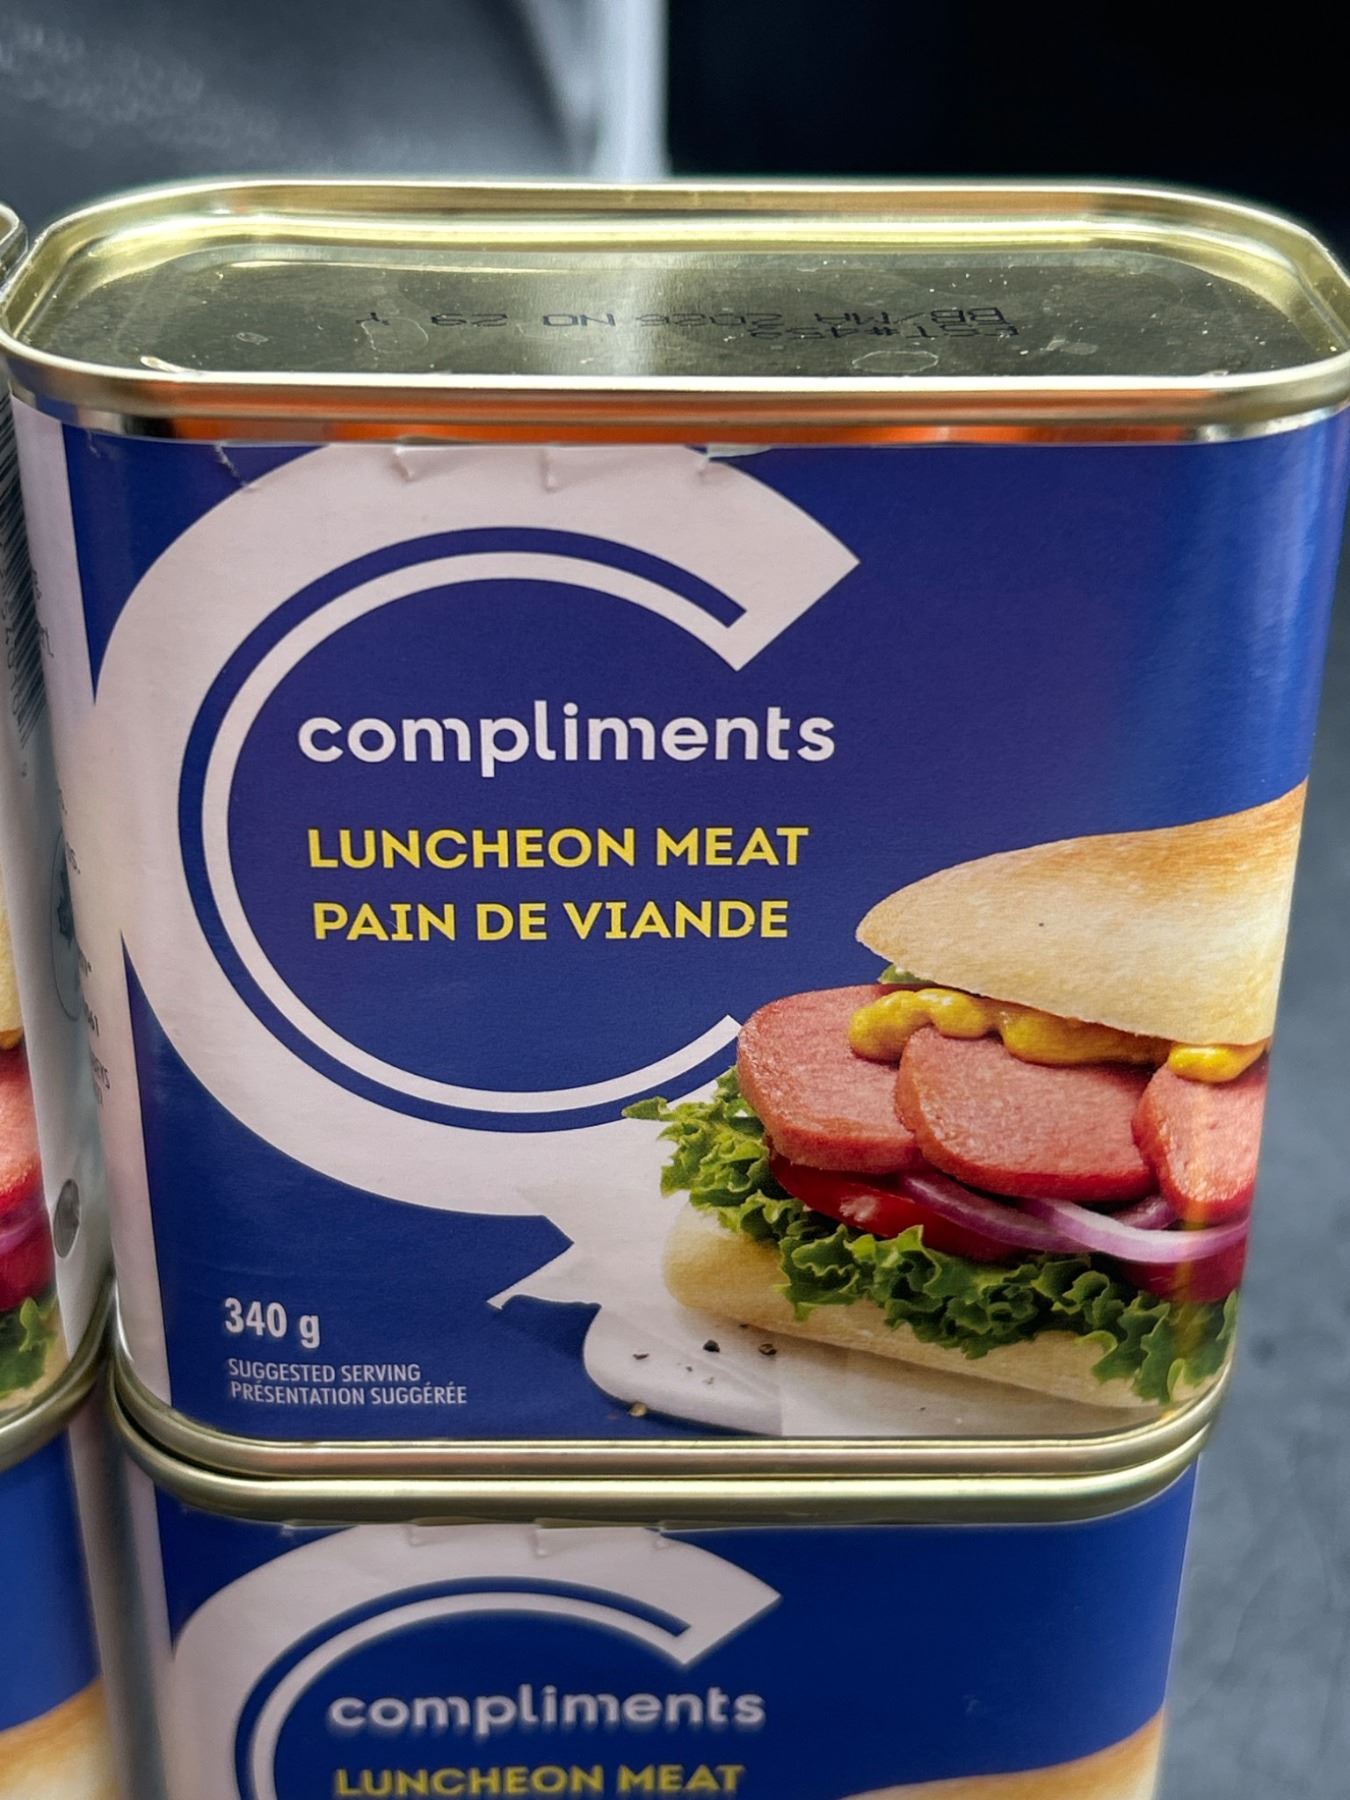 BB/MA 2026 NO 29
compliments
LUNCHEON MEAT
PAIN DE VIANDE
340 g
SUGGESTED SERVING
PRÉSENTATION SUGGÉRÉE
compliments
LUNCHEON MEAT